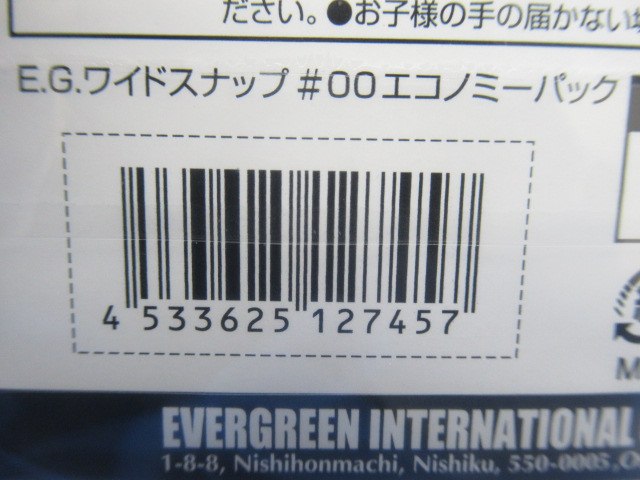 ださい。●お子様の手の届かない
E.G.ワイドスナップ #00エコノミーパック
4 533625 127457
EVERGREEN INTERNATIONAL
1-8-8, Nishihonmachi, Nishiku, 550-0005,